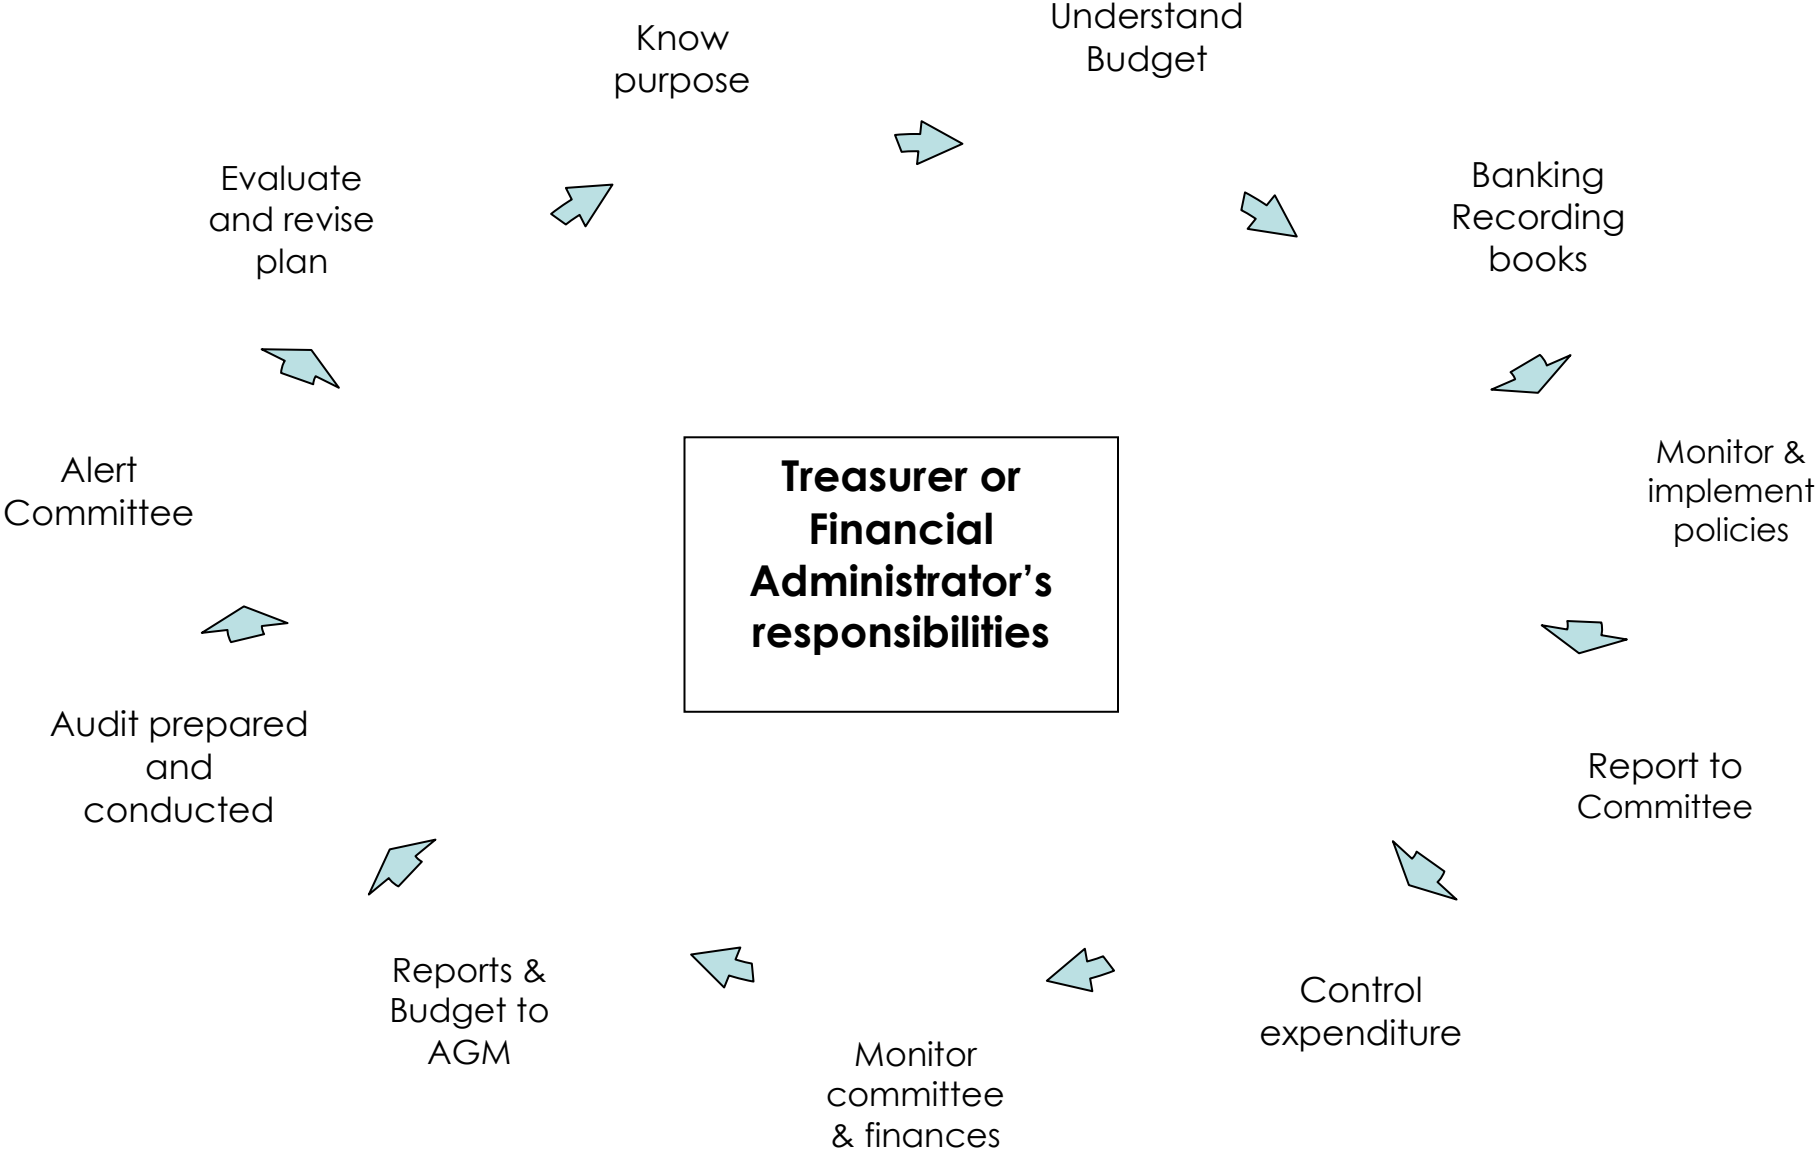 Know
purpose
Understand
Budget
Banking
Recording
books
Monitor &
implement
policies
Report to
Committee
Control
expenditure
Monitor
committee
& finances
Reports &
Budget to
AGM
Audit prepared
and
conducted
Alert
Committee
Evaluate
and revise
plan
Treasurer or
Financial
Administrator’s
responsibilities